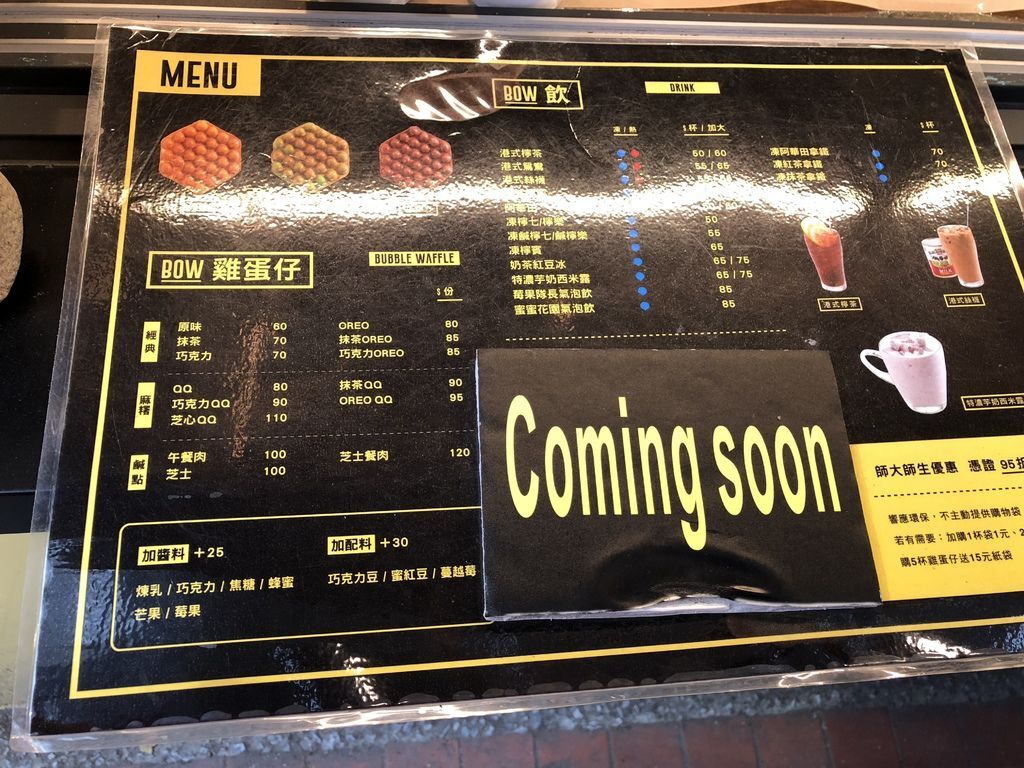 MENU
BOW 飲
DRINK
凍 / 熱
$杯 / 加大
港式檸茶 50 / 60
港式鴛鴦 55 / 65
港式絲襪
凍檸七/檸樂 50
凍鹹檸七/鹹檸樂 55
凍檸賓 65
奶茶紅豆冰 65 / 75
特濃芋奶西米露 65 / 75
莓果隊長氣泡飲 85
蜜蜜花園氣泡飲 85
凍
$杯
凍阿華田拿鐵 70
凍紅茶拿鐵 70
凍抹茶拿鐵 70
港式檸茶
港式絲襪
特濃芋奶西米露
BOW 雞蛋仔
BUBBLE WAFFLE
$份
經典
原味 60
抹茶 70
巧克力 70
OREO 80
抹茶OREO 85
巧克力OREO 85
麻糬
QQ 80
巧克力QQ 90
芝心QQ 110
抹茶QQ 90
OREO QQ 95
鹹點
午餐肉 100
芝士 100
芝士餐肉 120
加醬料 +25
煉乳 / 巧克力 / 焦糖 / 蜂蜜
芒果 / 莓果
加配料 +30
巧克力豆 / 蜜紅豆 / 蔓越莓
Coming soon
師大師生優惠 憑證 95折
響應環保，不主動提供購物袋
若有需要：加購1杯袋1元、2
購5杯雞蛋仔送15元紙袋